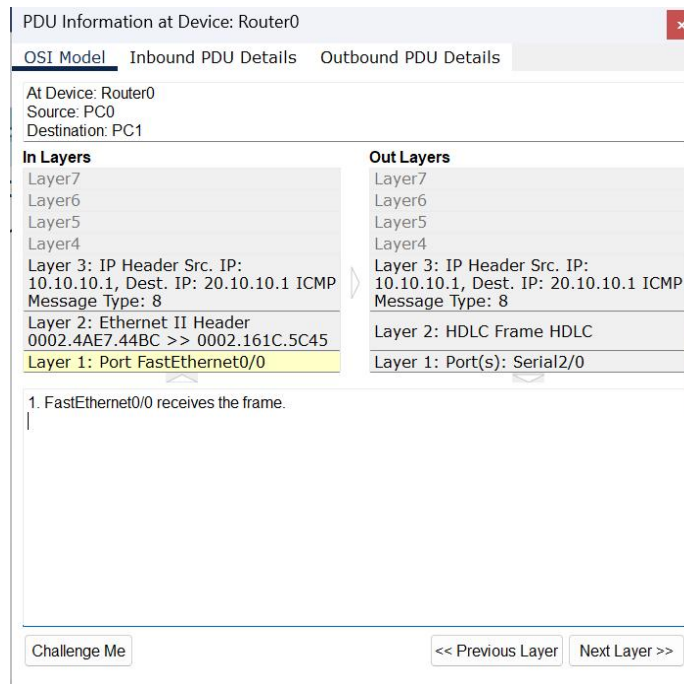 PDU Information at Device: Router0
OSI Model Inbound PDU Details Outbound PDU Details
At Device: Router0
Source: PC0
Destination: PC1
In Layers
Layer7
Layer6
Layer5
Layer4
Layer 3: IP Header Src. IP:
10.10.10.1, Dest. IP: 20.10.10.1 ICMP
Message Type: 8
Layer 2: Ethernet II Header
0002.4AE7.44BC >> 0002.161C.5C45
Layer 1: Port FastEthernet0/0
Out Layers
Layer7
Layer6
Layer5
Layer4
Layer 3: IP Header Src. IP:
10.10.10.1, Dest. IP: 20.10.10.1 ICMP
Message Type: 8
Layer 2: HDLC Frame HDLC
Layer 1: Port(s): Serial2/0
1. FastEthernet0/0 receives the frame.
Challenge Me
<< Previous Layer
Next Layer >>